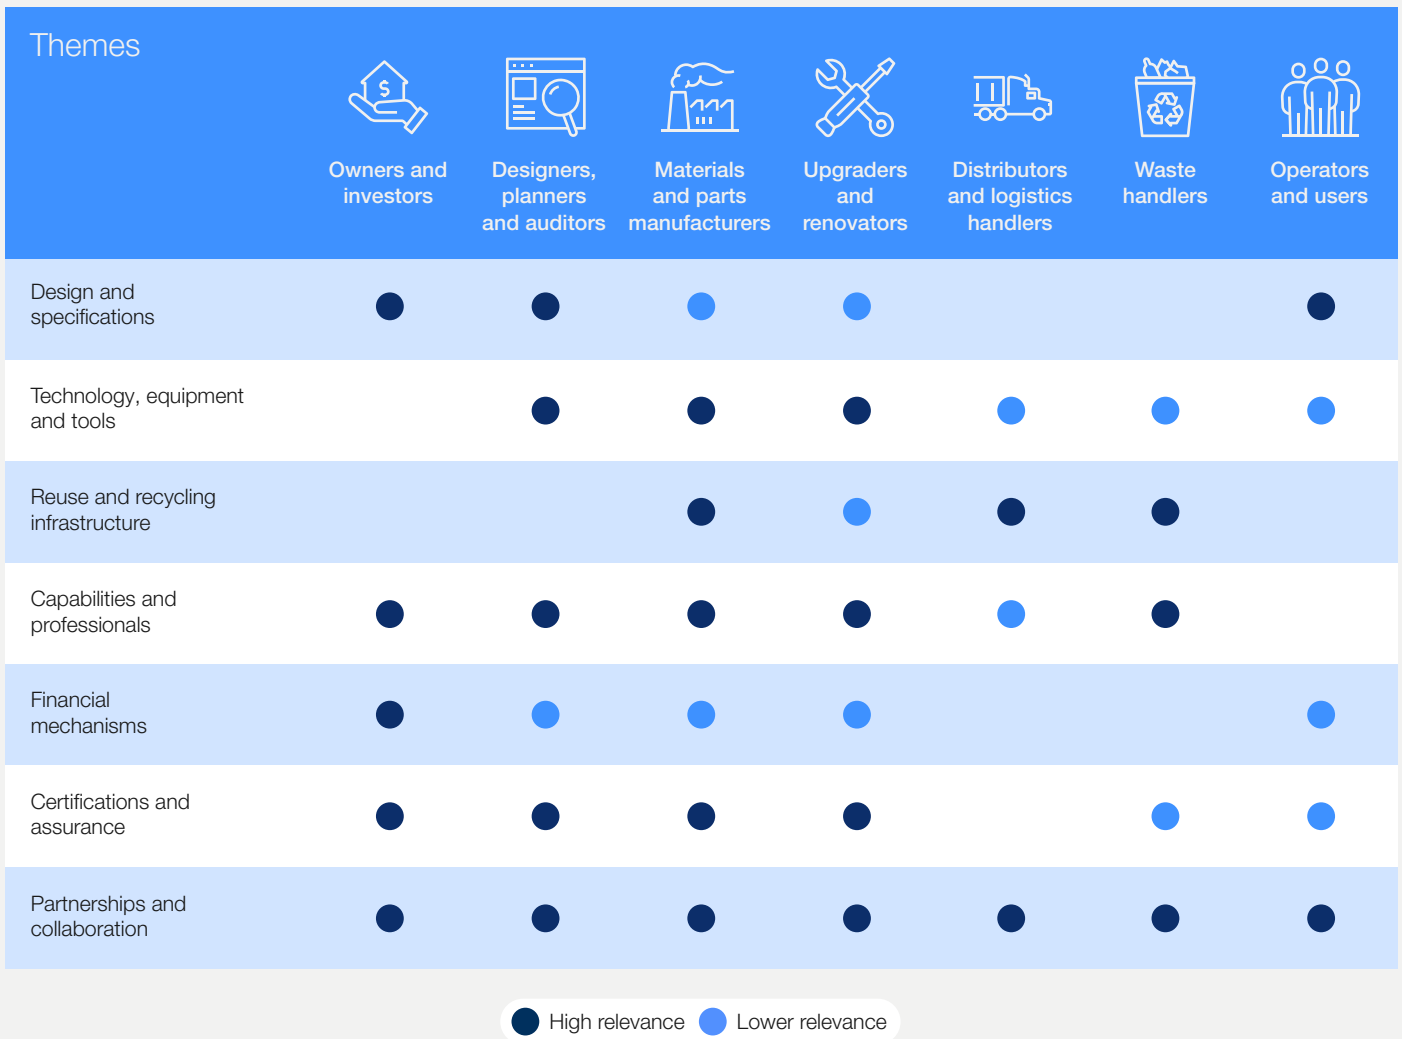 Themes
$
Owners and
investors
Designers,
planners
and auditors
Materials
and parts
manufacturers
Upgraders
and
renovators
Distributors
and logistics
handlers
Waste
handlers
Operators
and users
Design and
specifications
Technology, equipment
and tools
Reuse and recycling
infrastructure
Capabilities and
professionals
Financial
mechanisms
Certifications and
assurance
Partnerships and
collaboration
High relevance
Lower relevance